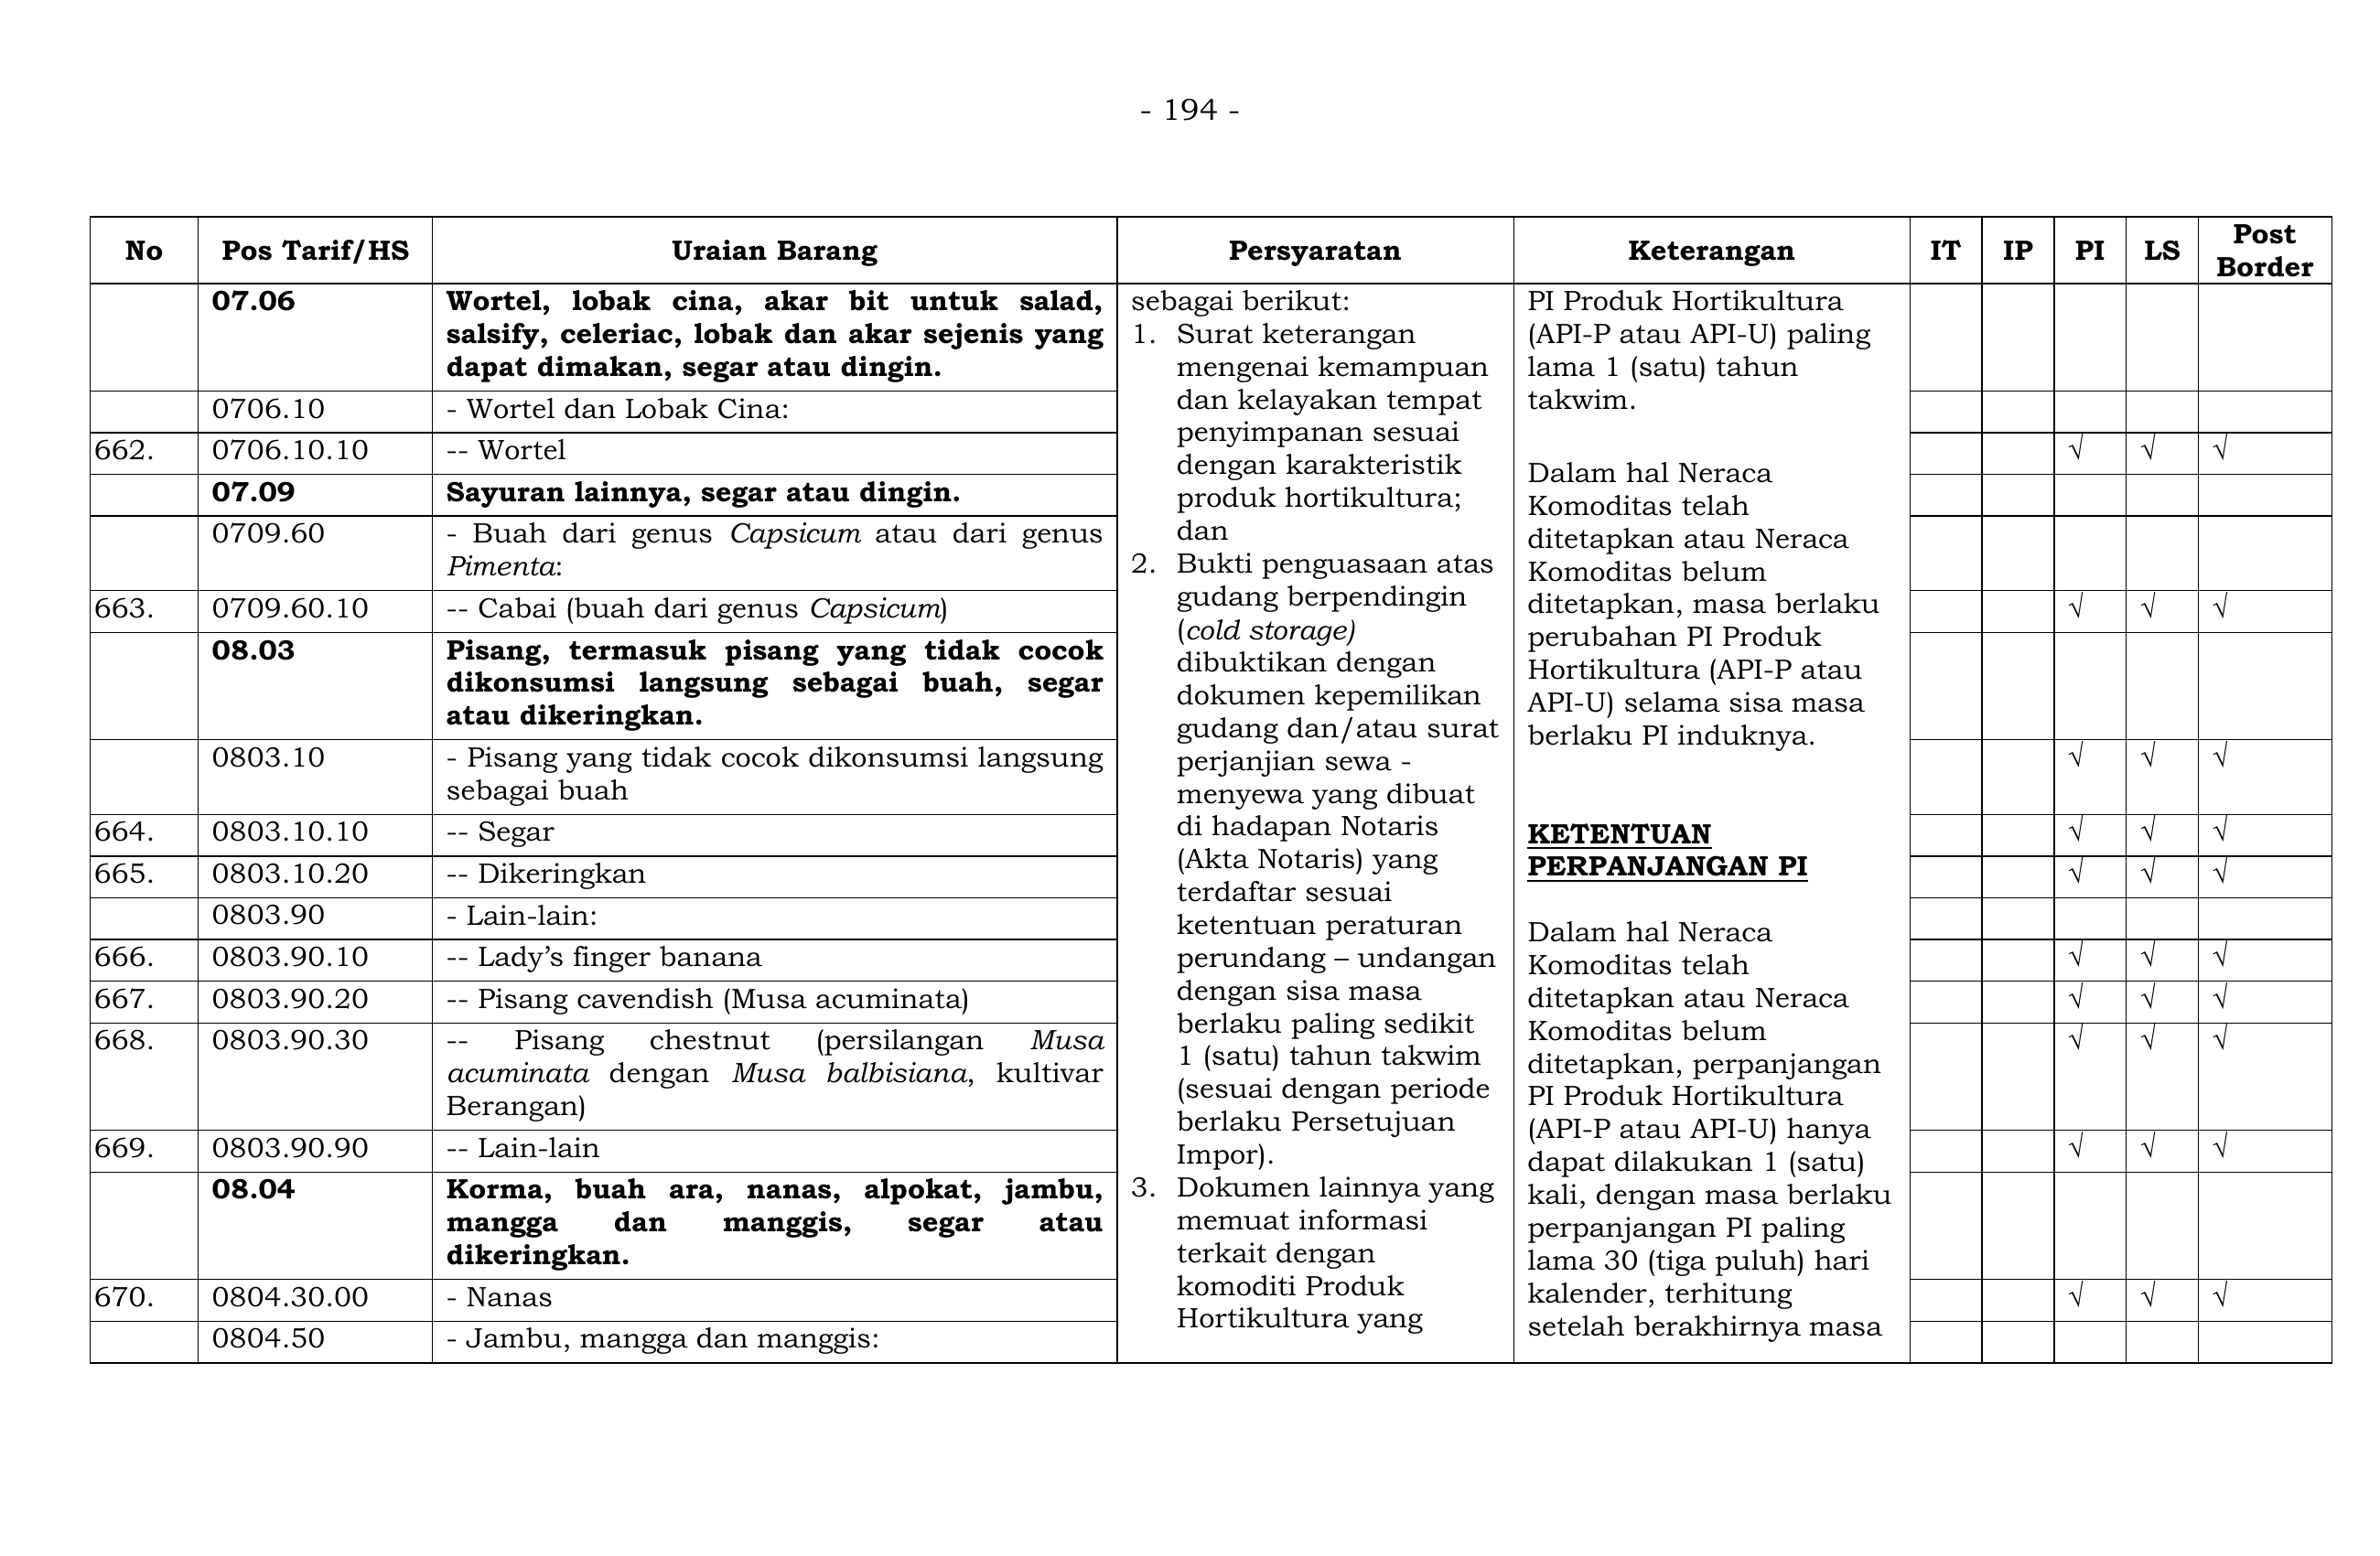 - 194 -
No Pos Tarif/HS Uraian Barang Persyaratan Keterangan IT IP PI LS Post Border
07.06 Wortel, lobak cina, akar bit untuk salad,
salsify, celeriac, lobak dan akar sejenis yang
dapat dimakan, segar atau dingin.
0706.10 - Wortel dan Lobak Cina:
662. 0706.10.10 -- Wortel √ √ √
07.09 Sayuran lainnya, segar atau dingin.
0709.60 - Buah dari genus Capsicum atau dari genus
Pimenta:
663. 0709.60.10 -- Cabai (buah dari genus Capsicum) √ √ √
08.03 Pisang, termasuk pisang yang tidak cocok
dikonsumsi langsung sebagai buah, segar
atau dikeringkan.
0803.10 - Pisang yang tidak cocok dikonsumsi langsung √ √ √
sebagai buah
664. 0803.10.10 -- Segar √ √ √
665. 0803.10.20 -- Dikeringkan √ √ √
0803.90 - Lain-lain:
666. 0803.90.10 -- Lady’s finger banana √ √ √
667. 0803.90.20 -- Pisang cavendish (Musa acuminata) √ √ √
668. 0803.90.30 -- Pisang chestnut (persilangan Musa √ √ √
acuminata dengan Musa balbisiana, kultivar
Berangan)
669. 0803.90.90 -- Lain-lain √ √ √
08.04 Korma, buah ara, nanas, alpokat, jambu,
mangga dan manggis, segar atau
dikeringkan.
670. 0804.30.00 - Nanas √ √ √
0804.50 - Jambu, mangga dan manggis:
sebagai berikut:
1. Surat keterangan
mengenai kemampuan
dan kelayakan tempat
penyimpanan sesuai
dengan karakteristik
produk hortikultura;
dan
2. Bukti penguasaan atas
gudang berpendingin
(cold storage)
dibuktikan dengan
dokumen kepemilikan
gudang dan/atau surat
perjanjian sewa -
menyewa yang dibuat
di hadapan Notaris
(Akta Notaris) yang
terdaftar sesuai
ketentuan peraturan
perundang – undangan
dengan sisa masa
berlaku paling sedikit
1 (satu) tahun takwim
(sesuai dengan periode
berlaku Persetujuan
Impor).
3. Dokumen lainnya yang
memuat informasi
terkait dengan
komoditi Produk
Hortikultura yang
PI Produk Hortikultura
(API-P atau API-U) paling
lama 1 (satu) tahun
takwim.
Dalam hal Neraca
Komoditas telah
ditetapkan atau Neraca
Komoditas belum
ditetapkan, masa berlaku
perubahan PI Produk
Hortikultura (API-P atau
API-U) selama sisa masa
berlaku PI induknya.
KETENTUAN
PERPANJANGAN PI
Dalam hal Neraca
Komoditas telah
ditetapkan atau Neraca
Komoditas belum
ditetapkan, perpanjangan
PI Produk Hortikultura
(API-P atau API-U) hanya
dapat dilakukan 1 (satu)
kali, dengan masa berlaku
perpanjangan PI paling
lama 30 (tiga puluh) hari
kalender, terhitung
setelah berakhirnya masa